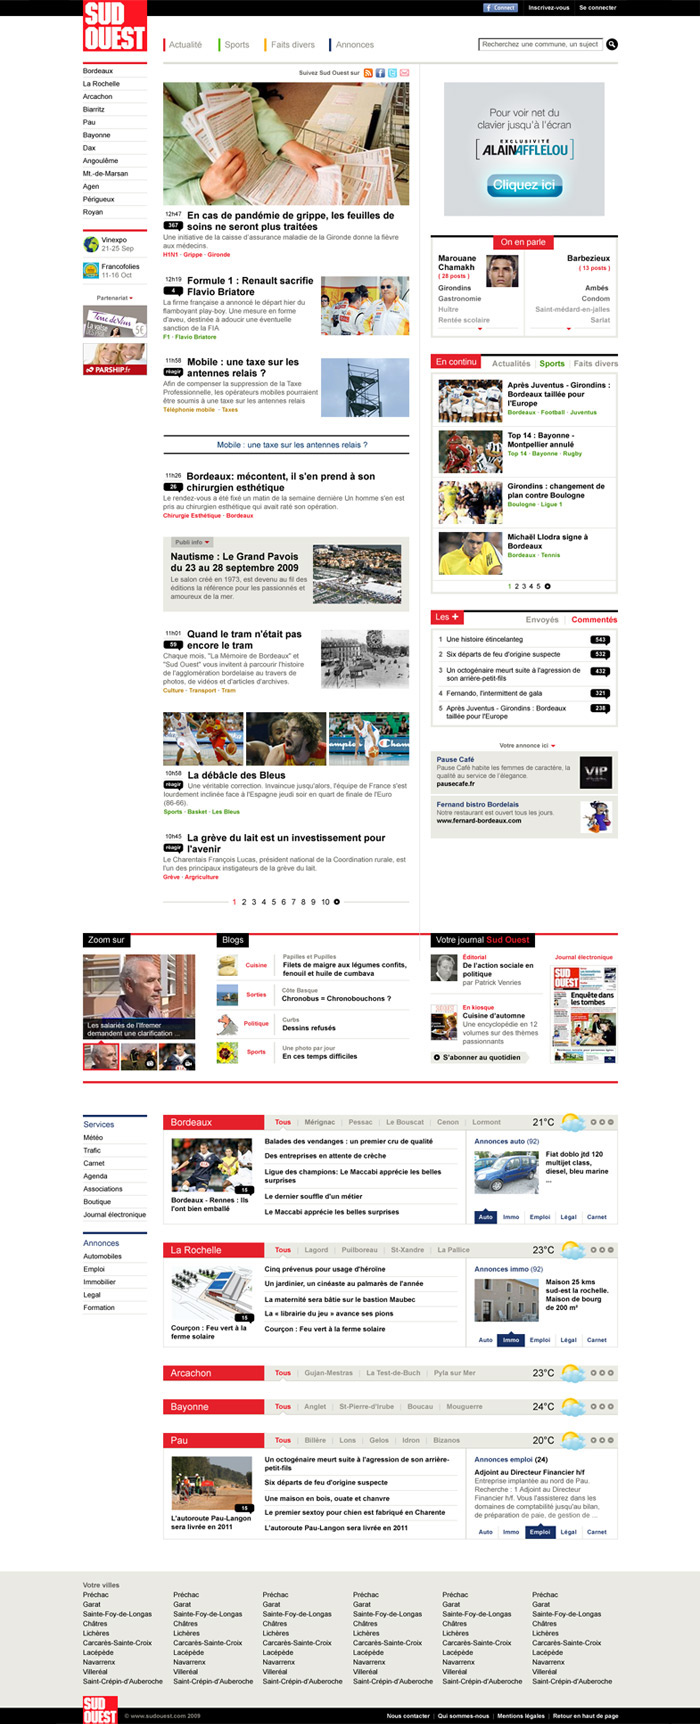 Connect
Inscrivez-vous
Se connecter
SUD
OUEST
Actualité
Sports
Faits divers
Annonces
Recherchez une commune, un suject
Bordeaux
La Rochelle
Arcachon
Biarritz
Pau
Bayonne
Dax
Angoulême
Mt.-de-Marsan
Agen
Périgueux
Royan
Vinexpo
21-25 Sep
Francofolies
11-16 Oct
Partenariat
5€
PARSHIP.fr
Suivez Sud Ouest sur
12h47
367
En cas de pandémie de grippe, les feuilles de
soins ne seront plus traitées
Une initiative de la caisse d'assurance maladie de la Gironde donne la fièvre
aux médecins.
H1N1 · Grippe · Gironde
12h19
4
Formule 1 : Renault sacrifie
Flavio Briatore
La firme française a annoncé le départ hier du
flamboyant play-boy. Une mesure en forme
d'aveu, destinée à adoucir une éventuelle
sanction de la FIA.
F1 · Flavio Briatore
11h58
réagir
Mobile : une taxe sur les
antennes relais ?
Afin de compenser la suppression de la Taxe
Professionnelle, les opérateurs mobiles pourraient
être soumis à une taxe sur les antennes relais
Téléphonie mobile · Taxes
Mobile : une taxe sur les antennes relais ?
11h26
26
Bordeaux: mécontent, il s'en prend à son
chirurgien esthétique
Le rendez-vous a été fixé un matin de la semaine dernière Un homme s'en est
pris au chirurgien esthétique qui avait raté son opération.
Chirurgie Esthétique · Bordeaux
Publi info
Nautisme : Le Grand Pavois
du 23 au 28 septembre 2009
Le salon créé en 1973, est devenu au fil des
éditions la référence pour les passionnés et
amoureux de la mer.
11h01
59
Quand le tram n'était pas
encore le tram
Chaque mois, "La Mémoire de Bordeaux" et
"Sud Ouest" vous invitent à parcourir l'histoire
de l'agglomération bordelaise au travers de
photos, de vidéos et d'articles d'archives.
Culture · Transport · Tram
10h58
réagir
La débâcle des Bleus
Une véritable correction. Invaincue jusqu'alors, l'équipe de France s'est
lourdement inclinée face à l'Espagne jeudi soir en quart de finale de l'Euro
(86-66).
Sports · Basket · Les Bleus
10h45
réagir
La grève du lait est un investissement pour
l'avenir
Le Charentais François Lucas, président national de la Coordination rurale, est
l'un des principaux instigateurs de la grève du lait.
Grève · Argriculture
1 2 3 4 5 6 7 8 9 10
Pour voir net du
clavier jusqu'à l'écran
EXCLUSIVITÉ
ALAIN AFFLELOU
Cliquez ici
On en parle
Marouane
Chamakh
( 28 posts )
Girondins
Gastronomie
Huître
Rentée scolaire
Barbezieux
( 13 posts )
Ambés
Condom
Saint-médard-en-jalles
Sarlat
En continu
Actualités
Sports
Faits divers
Après Juventus - Girondins :
Bordeaux taillée pour
l'Europe
Bordeaux · Football · Juventus
Top 14 : Bayonne -
Montpellier annulé
Top 14 · Bayonne · Rugby
Girondins : changement de
plan contre Boulogne
Boulogne · Ligue 1
Michaël Llodra signe à
Bordeaux
Bordeaux · Tennis
1 2 3 4 5
Les +
Envoyés
Commentés
1 Une histoire étincelanteg 543
2 Six départs de feu d'origine suspecte 532
3 Un octogénaire meurt suite à l'agression de
son arrière-petit-fils 432
4 Fernando, l'intermittent de gala 321
5 Après Juventus - Girondins : Bordeaux
taillée pour l'Europe 238
Votre annonce ici
Pause Café
Pause Café habite les femmes de caractère, la
qualité au service de l'élegance.
pausecafe.fr
VIP
Fernand bistro Bordelais
Notre restaurant est ouvert tous les jours.
www.fernard-bordeaux.com
Zoom sur
Les salariés de l'Ifremer
demandent une clarification ...
Blogs
Cuisine
Papilles et Pupilles
Filets de maigre aux légumes confits,
fenouil et huile de cumbava
Sorties
Côte Basque
Chronobus = Chronobouchons ?
Politique
Curbs
Dessins refusés
Sports
Une photo par jour
En ces temps difficiles
Votre journal Sud Ouest
Éditorial
De l'action sociale en
politique
par Patrick Venries
En kiosque
Cuisine d'automne
Une encyclopédie en 12
volumes sur des thèmes
passionnants
S'abonner au quotidien
Journal électronique
SUD
OUEST
Enquête dans
les tombes
Services
Météo
Trafic
Carnet
Agenda
Associations
Boutique
Journal électronique
Annonces
Automobiles
Emploi
Immobilier
Legal
Formation
Bordeaux
Tous | Mérignac | Pessac | Le Bouscat | Cenon | Lormont
21°C
15
Bordeaux - Rennes : Ils
l'ont bien emballé
Balades des vendanges : un premier cru de qualité
Des entreprises en attente de crèche
Ligue des champions: Le Maccabi apprécie les belles
surprises
Le dernier souffle d'un métier
Le Maccabi apprécie les belles surprises
Annonces auto (92)
Fiat doblo jtd 120
multijet class,
diesel, bleu marine
...
Auto Immo Emploi Légal Carnet
La Rochelle
Tous | Lagord | Puilboreau | St-Xandre | La Pallice
23°C
15
Courçon : Feu vert à la
ferme solaire
Cinq prévenus pour usage d'héroïne
Un jardinier, un cinéaste au palmarès de l'année
La maternité sera bâtie sur le bastion Maubec
La « librairie du jeu » avance ses pions
Courçon : Feu vert à la ferme solaire
Annonces immo (92)
Maison 25 kms
sud-est la rochelle.
Maison de bourg
de 200 m²
Auto Immo Emploi Légal Carnet
Arcachon
Tous | Gujan-Mestras | La Test-de-Buch | Pyla sur Mer
23°C
Bayonne
Tous | Anglet | St-Pierre-d'Irube | Boucau | Mouguerre
24°C
Pau
Tous | Billère | Lons | Gelos | Idron | Bizanos
20°C
15
L'autoroute Pau-Langon
sera livrée en 2011
Un octogénaire meurt suite à l'agression de son arrière-
petit-fils
Six départs de feu d'origine suspecte
Une maison en bois, ouate et chanvre
Le premier sextoy pour chien est fabriqué en Charente
L'autoroute Pau-Langon sera livrée en 2011
Annonces emploi (24)
Adjoint au Directeur Financier h/f
Entreprise implantée au nord de Pau.
Recherche : 1 Adjoint au Directeur
Financier h/f. Vous l'assisterez dans les
domaines de comptabilité jusqu'au bilan,
de préparation de paie, de gestion de ...
Auto Immo Emploi Légal Carnet
Votre villes
Préchac Préchac Préchac Préchac Préchac Préchac
Garat Garat Garat Garat Garat Garat
Sainte-Foy-de-Longas Sainte-Foy-de-Longas Sainte-Foy-de-Longas Sainte-Foy-de-Longas Sainte-Foy-de-Longas Sainte-Foy-de-Longas
Châtres Châtres Châtres Châtres Châtres Châtres
Lichères Lichères Lichères Lichères Lichères Lichères
Carcarès-Sainte-Croix Carcarès-Sainte-Croix Carcarès-Sainte-Croix Carcarès-Sainte-Croix Carcarès-Sainte-Croix Carcarès-Sainte-Croix
Lacépède Lacépède Lacépède Lacépède Lacépède Lacépède
Navarrenx Navarrenx Navarrenx Navarrenx Navarrenx Navarrenx
Villeréal Villeréal Villeréal Villeréal Villeréal Villeréal
Saint-Crépin-d'Auberoche Saint-Crépin-d'Auberoche Saint-Crépin-d'Auberoche Saint-Crépin-d'Auberoche Saint-Crépin-d'Auberoche Saint-Crépin-d'Auberoche
SUD
OUEST
© www.sudouest.com 2009
Nous contacter | Qui sommes-nous | Mentions légales | Retour en haut de page